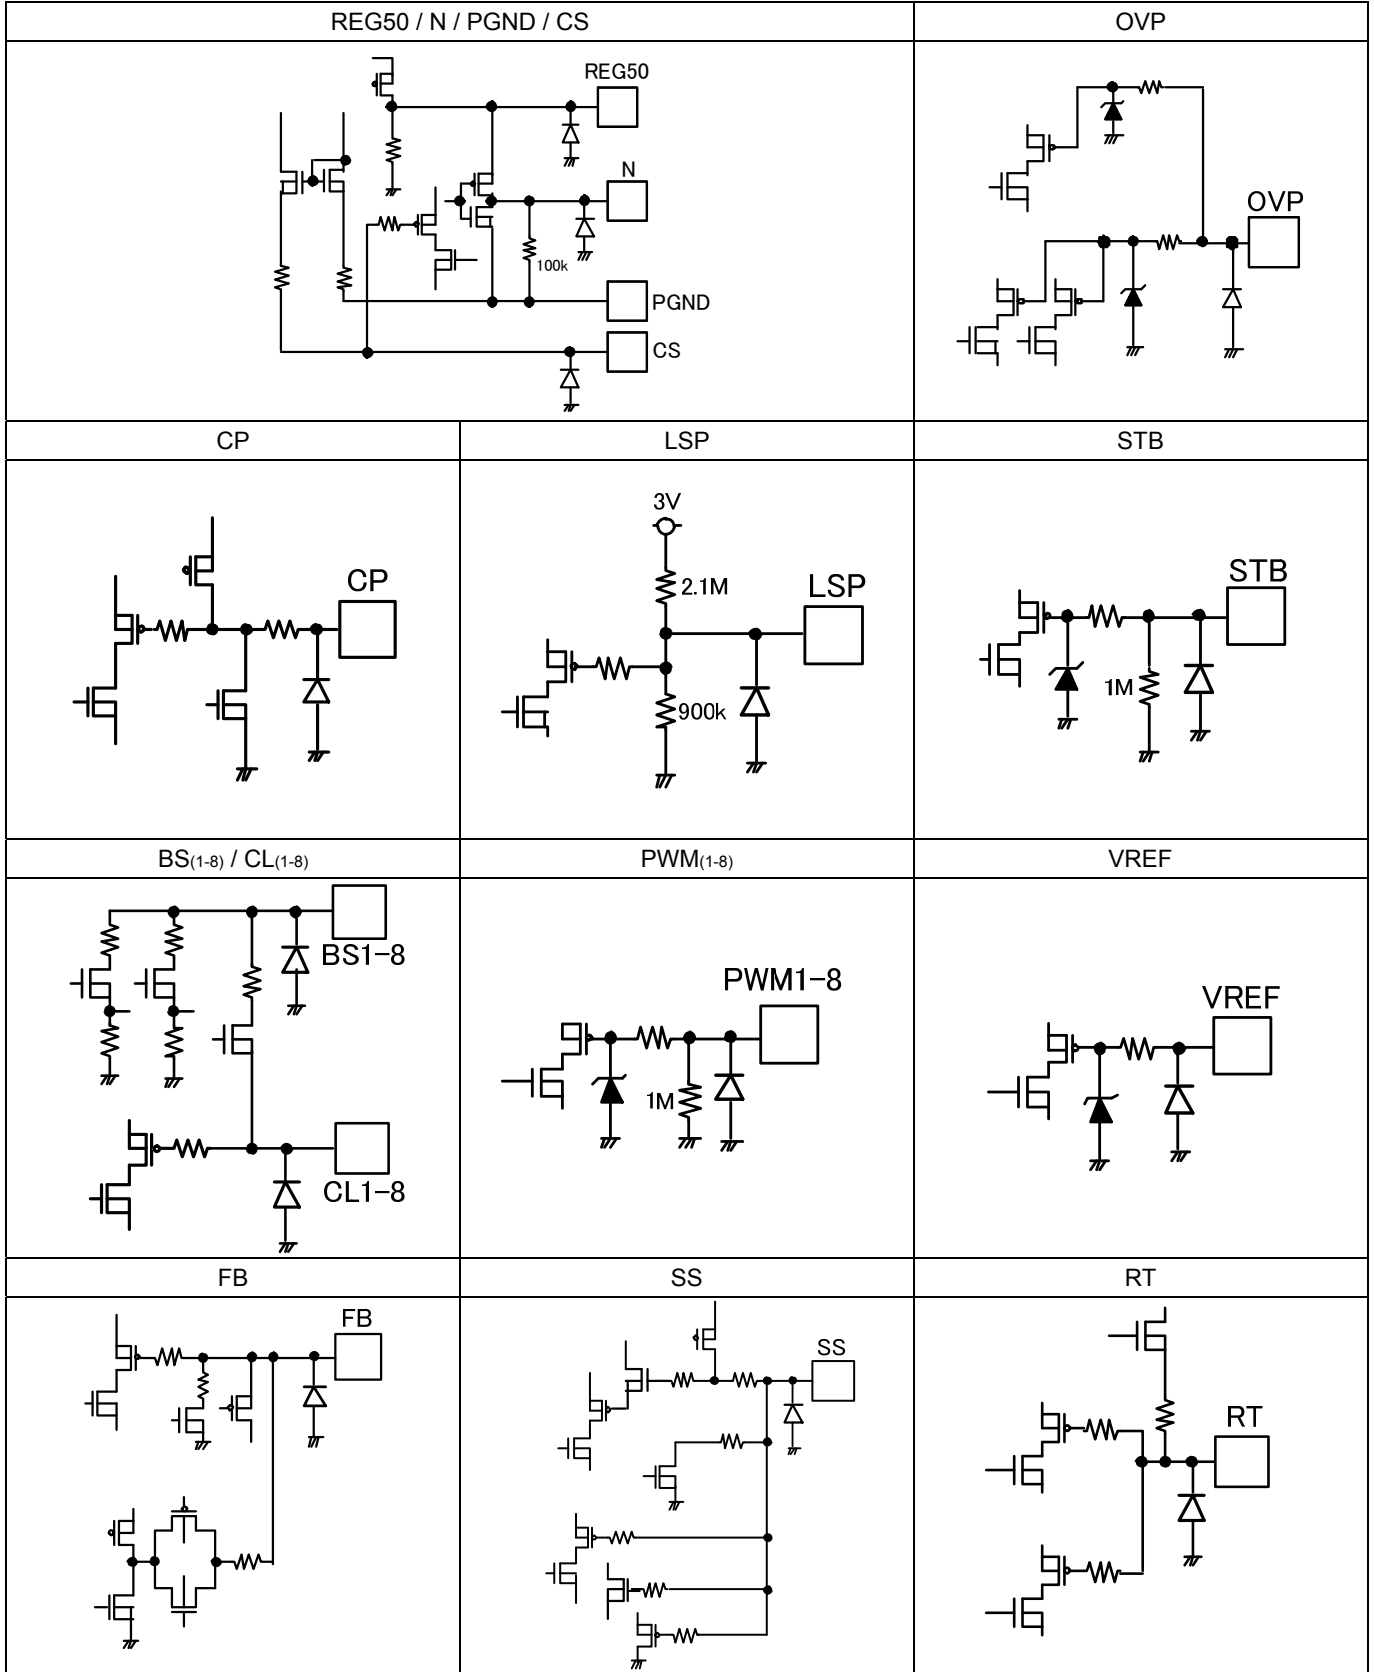 REG50 / N / PGND / CS
OVP
REG50
N
100k
PGND
CS
OVP
CP
LSP
STB
CP
3V
2.1M
LSP
900k
STB
1M
BS(1-8) / CL(1-8)
PWM(1-8)
VREF
BS1-8
CL1-8
PWM1-8
1M
VREF
FB
SS
RT
FB
SS
RT